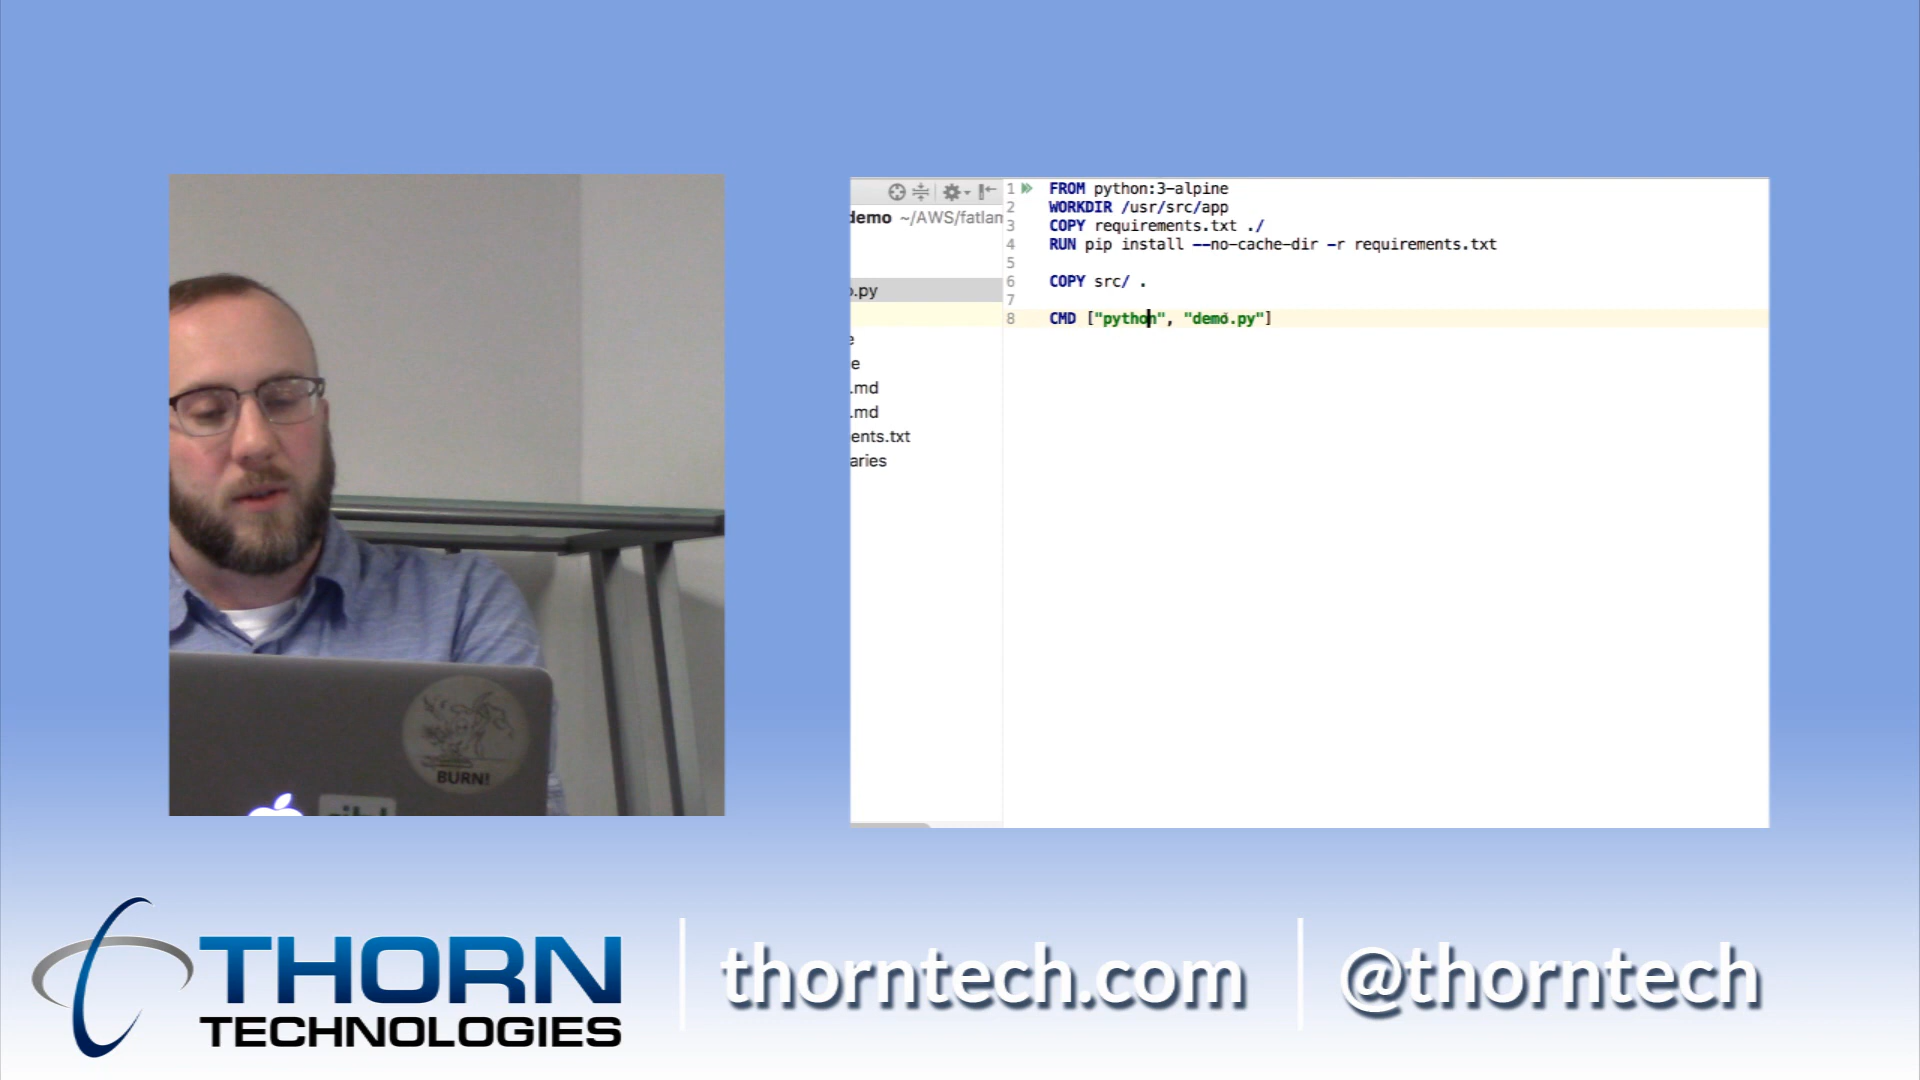 demo ~/AWS/fatlam
.py
e
e
.md
.md
ents.txt
aries
1 FROM python:3-alpine
2 WORKDIR /usr/src/app
3 COPY requirements.txt ./
4 RUN pip install --no-cache-dir -r requirements.txt
5
6 COPY src/ .
7
8 CMD ["python", "demo.py"]
BURN!
THORN
TECHNOLOGIES
thorntech.com
@thorntech